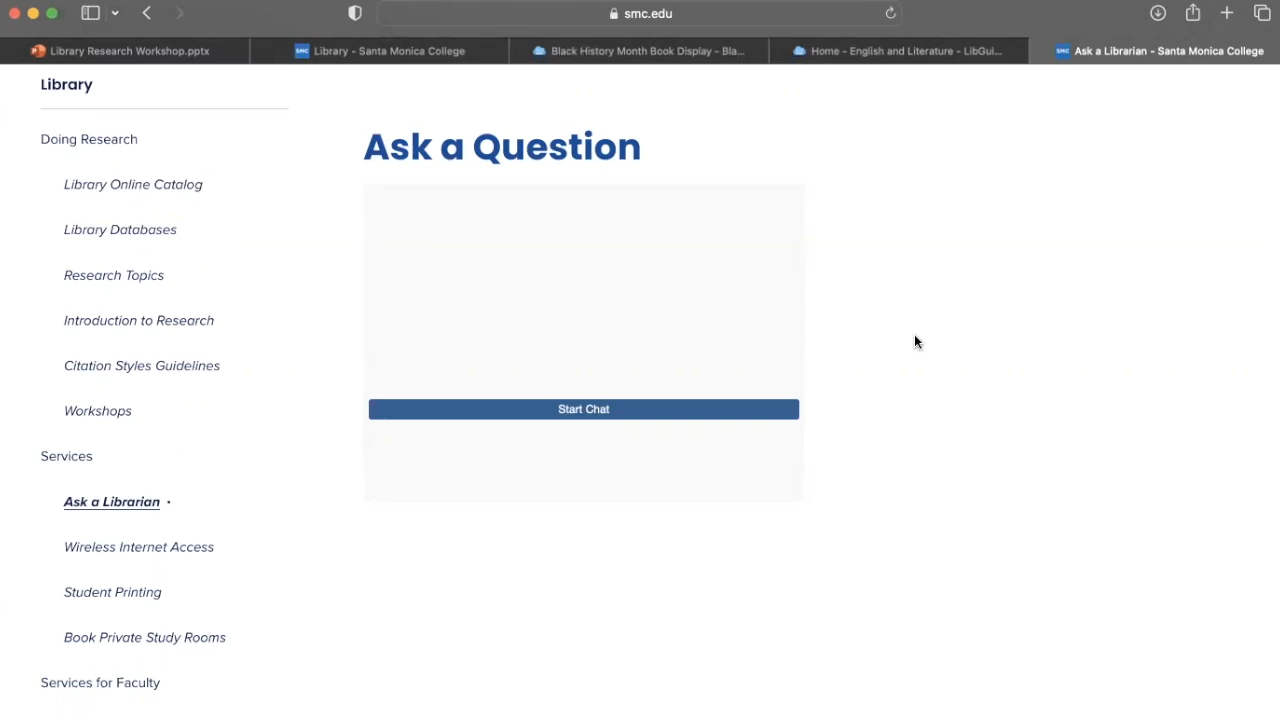 smc.edu
Library Research Workshop.pptx
SMC Library - Santa Monica College
Black History Month Book Display - Bla...
Home - English and Literature - LibGui...
SMC Ask a Librarian - Santa Monica College
Library
Doing Research
Library Online Catalog
Library Databases
Research Topics
Introduction to Research
Citation Styles Guidelines
Workshops
Services
Ask a Librarian
Wireless Internet Access
Student Printing
Book Private Study Rooms
Services for Faculty
Ask a Question
Start Chat